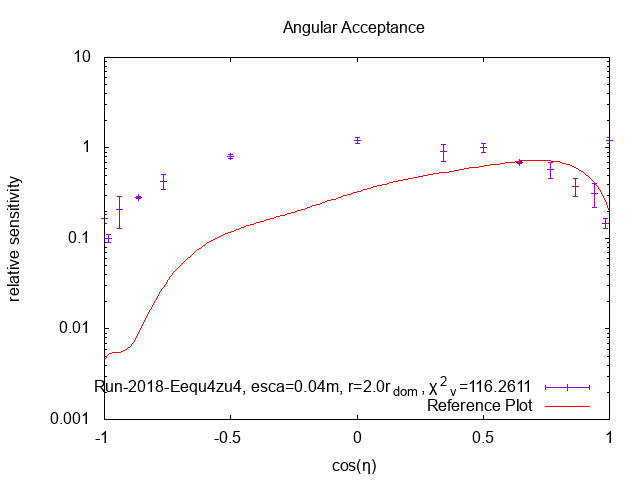 Angular Acceptance
relative sensitivity
10
1
0.1
0.01
0.001
Run-2018-Eequ4zu4, esca=0.04m, r=2.0r_dom, χ²_v=116.2611
Reference Plot
-1 -0.5 0 0.5 1
cos(η)